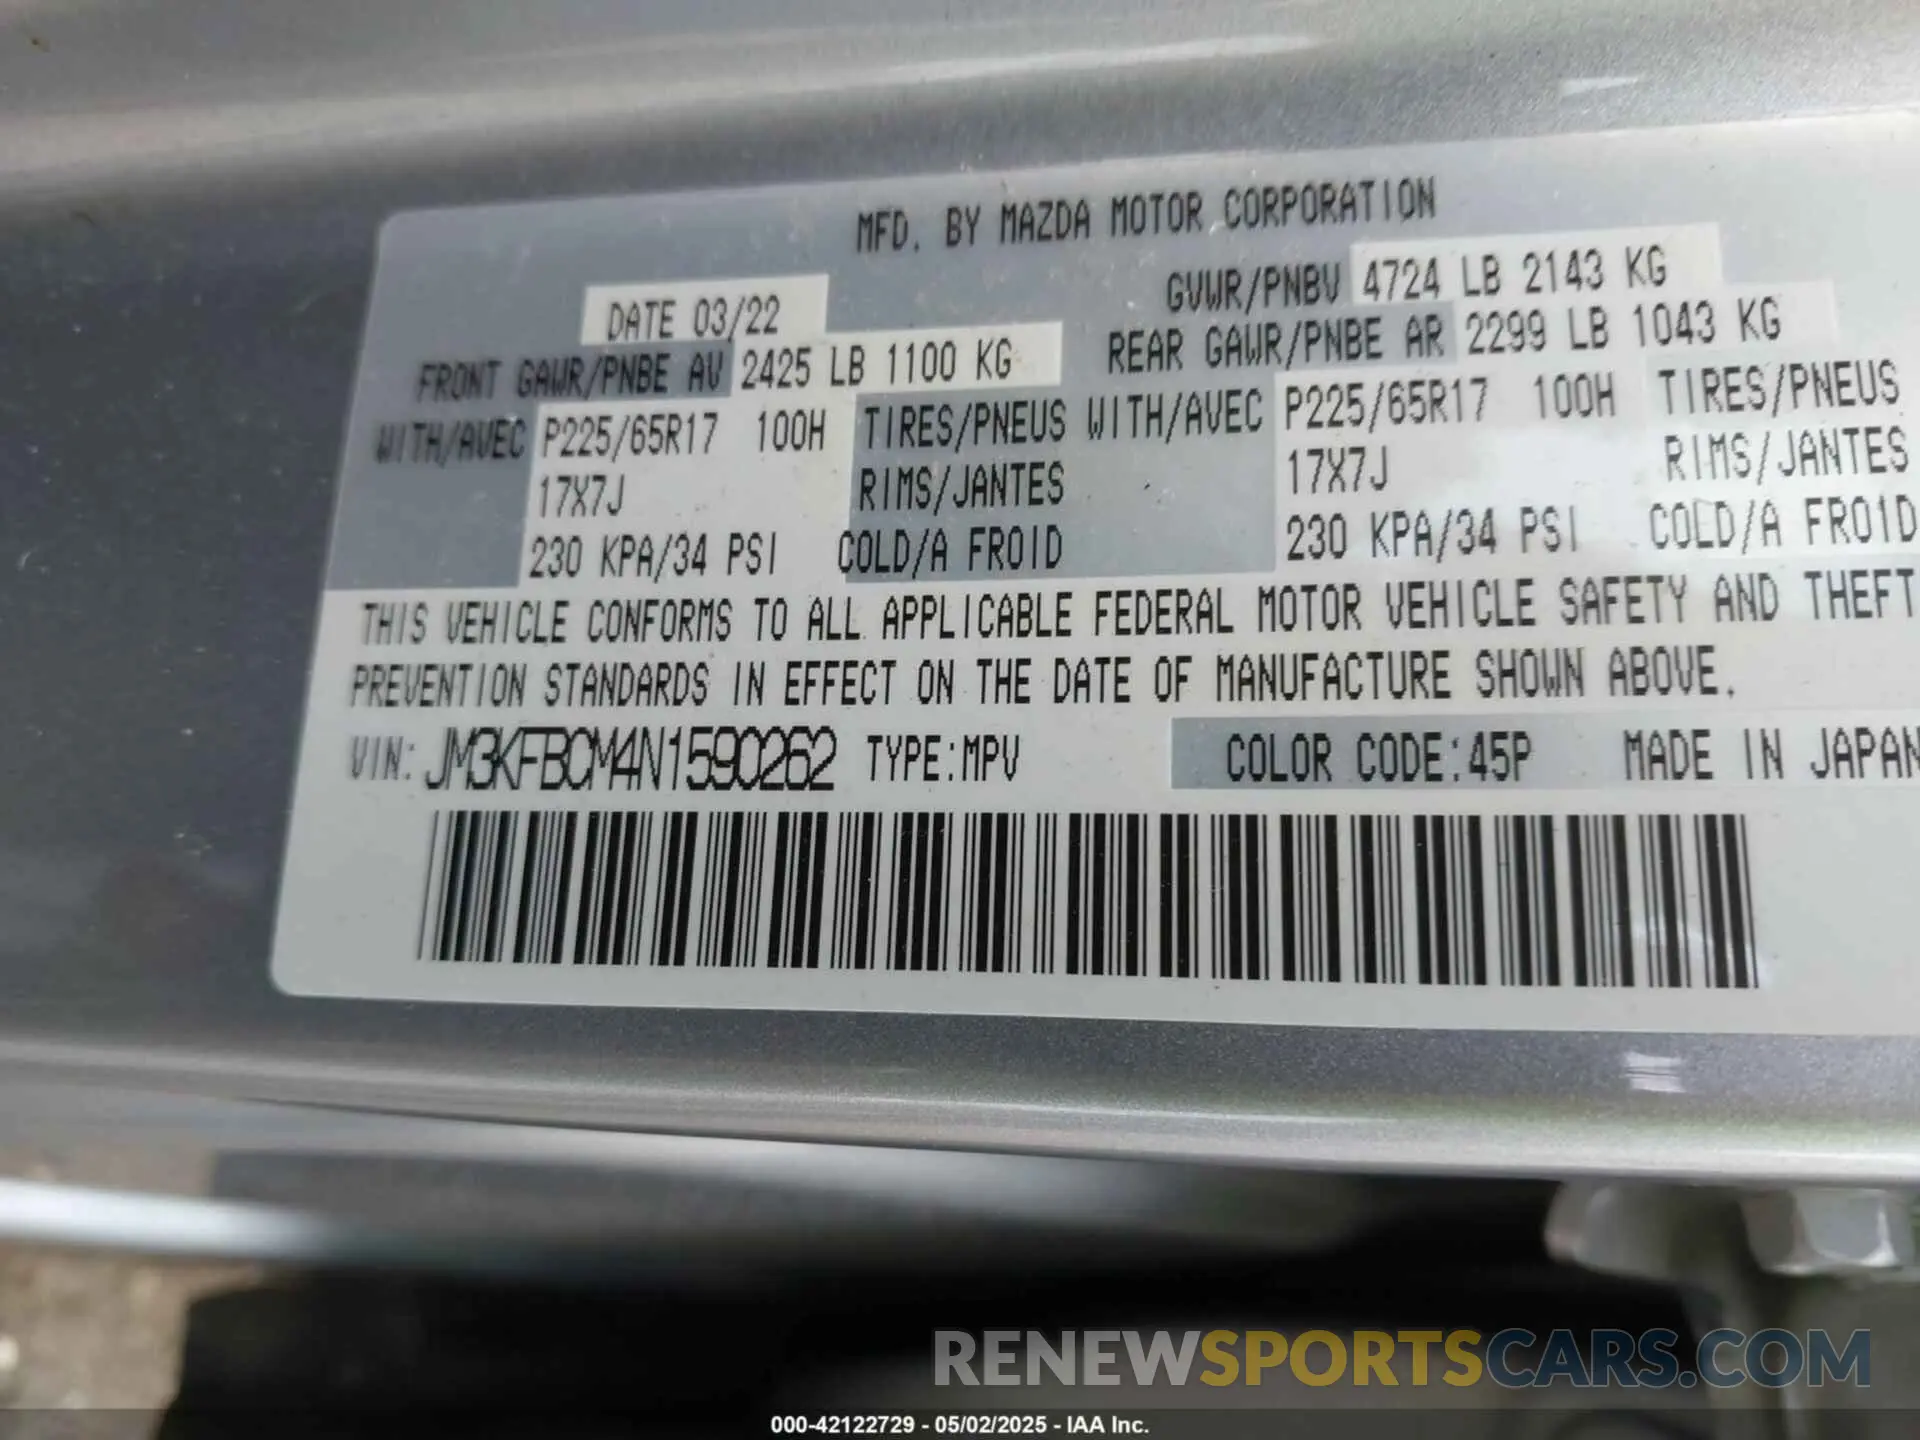 MFD. BY MAZDA MOTOR CORPORATION
DATE 03/22 GVWR/PNBV 4724 LB 2143 KG
FRONT GAWR/PNBE AV 2425 LB 1100 KG REAR GAWR/PNBE AR 2299 LB 1043 KG
WITH/AVEC P225/65R17 100H TIRES/PNEUS WITH/AVEC P225/65R17 100H TIRES/PNEUS
17X7J RIMS/JANTES 17X7J RIMS/JANTES
230 KPA/34 PSI COLD/A FROID 230 KPA/34 PSI COLD/A FROID
THIS VEHICLE CONFORMS TO ALL APPLICABLE FEDERAL MOTOR VEHICLE SAFETY AND THEFT
PREVENTION STANDARDS IN EFFECT ON THE DATE OF MANUFACTURE SHOWN ABOVE.
VIN: JM3KFBCM4N1590262 TYPE:MPV COLOR CODE:45P MADE IN JAPAN
RENEWSPORTSCARS.COM
000-42122729 - 05/02/2025 - IAA Inc.